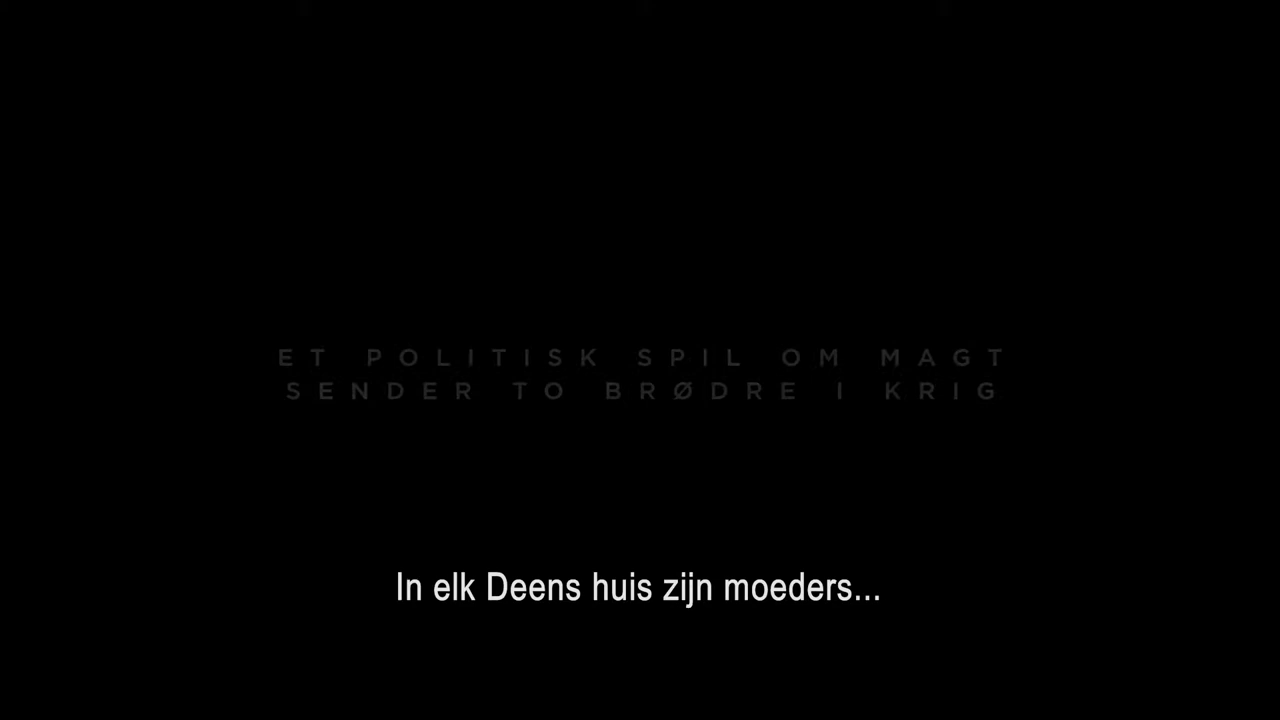 ET POLITISK SPIL OM MAGT
SENDER TO BRØDRE I KRIG
In elk Deens huis zijn moeders...